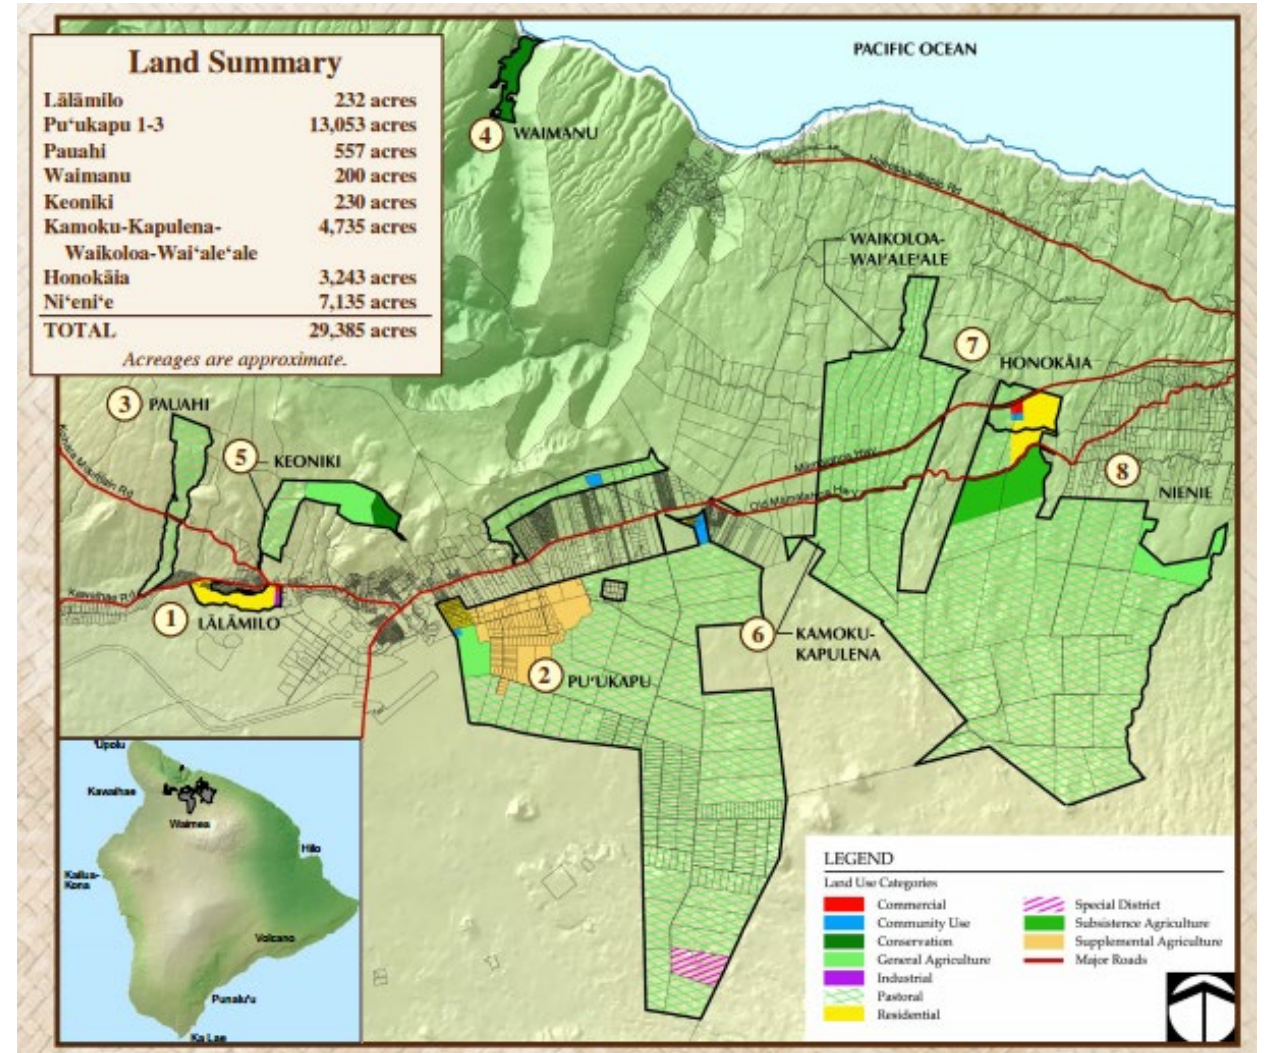 Land Summary
Lālāmilo 232 acres
Pu‘ukapu 1-3 13,053 acres
Pauahi 557 acres
Waimanu 200 acres
Keoniki 230 acres
Kamoku-Kapulena- 4,735 acres
Waikoloa-Wai‘ale‘ale
Honokāia 3,243 acres
Ni‘eni‘e 7,135 acres
TOTAL 29,385 acres
Acreages are approximate.
PACIFIC OCEAN
4 WAIMANU
WAIKOLOA-
WAI'ALE'ALE
7 HONOKĀIA
3 PAUAHI
5 KEONIKI
Kohala Mountain Rd
Mamalahoa Hwy
Old Mamalahoa Hwy
8 NIENIE
Kawaihae Rd
1 LĀLĀMILO
6 KAMOKU-
KAPULENA
2 PU'UKAPU
'Upolu
Kawaihae
Waimea
Hilo
Kailua-
Kona
Volcano
Punalu'u
Ka Lae
LEGEND
Land Use Categories
Commercial
Community Use
Conservation
General Agriculture
Industrial
Pastoral
Residential
Special District
Subsistence Agriculture
Supplemental Agriculture
Major Roads